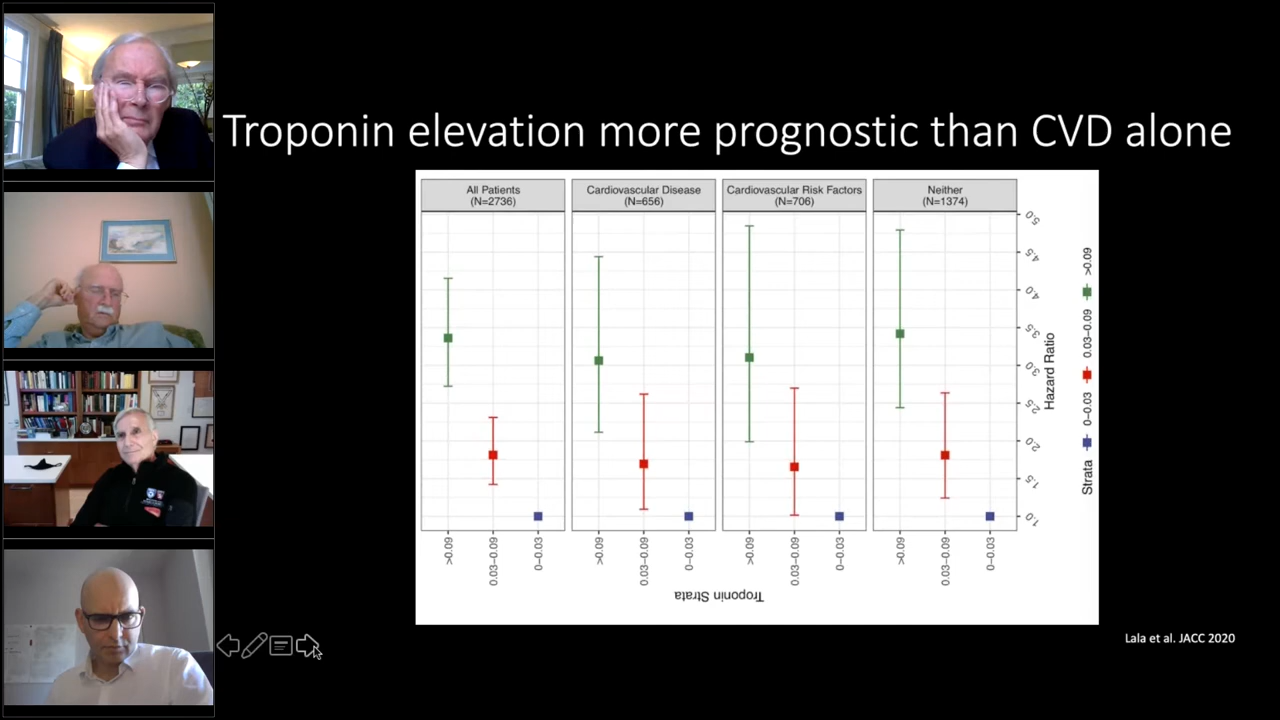 Troponin elevation more prognostic than CVD alone
All Patients
(N=2736)
Cardiovascular Disease
(N=656)
Cardiovascular Risk Factors
(N=706)
Neither
(N=1374)
5.0
4.5
4.0
3.5
3.0
2.5
2.0
1.5
1.0
Hazard Ratio
Strata 0–0.03 0.03–0.09 >0.09
>0.09
0.03–0.09
0–0.03
>0.09
0.03–0.09
0–0.03
>0.09
0.03–0.09
0–0.03
>0.09
0.03–0.09
0–0.03
Troponin Strata
Lala et al. JACC 2020